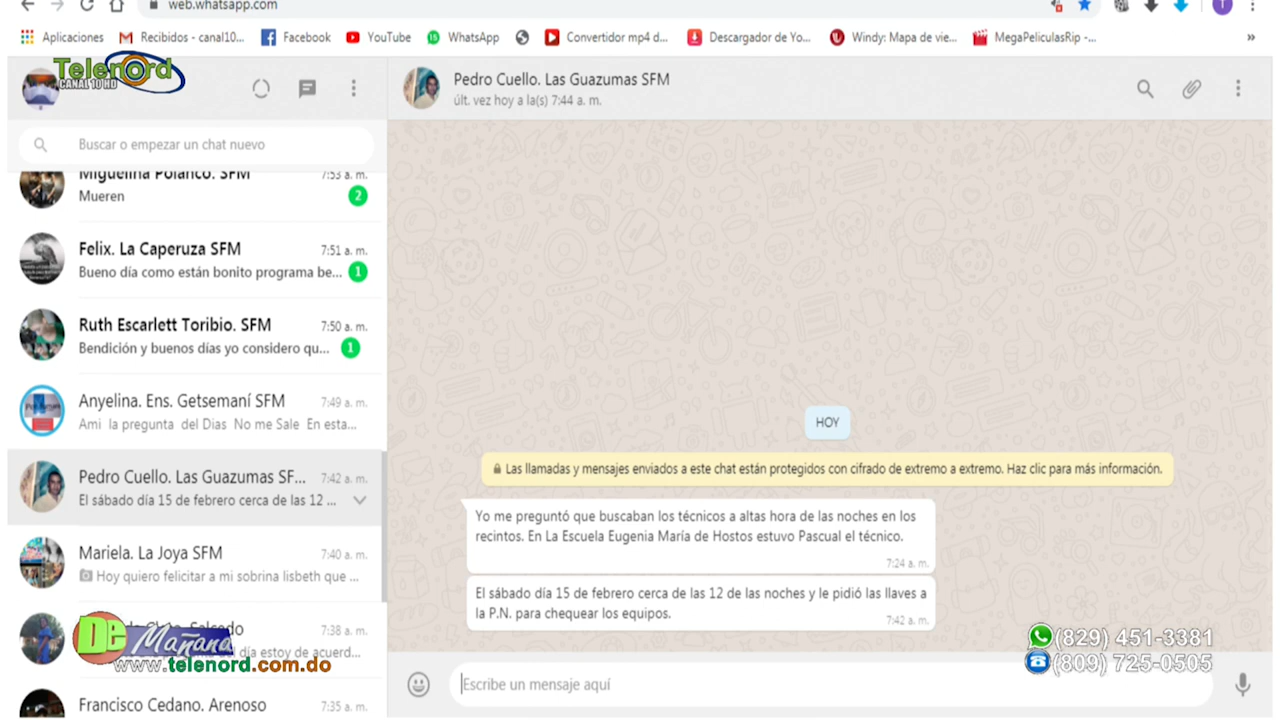 web.whatsapp.com
Aplicaciones
Recibidos - canal10...
Facebook
YouTube
WhatsApp
Convertidor mp4 d...
Descargador de Yo...
Windy: Mapa de vie...
MegaPeliculasRip -...
»
Telenord
CANAL 10 HD
Buscar o empezar un chat nuevo
Miguelina Polanco. SFM 7:53 a. m.
Mueren 2
Felix. La Caperuza SFM 7:51 a. m.
Bueno día como están bonito programa be... 1
Ruth Escarlett Toribio. SFM 7:50 a. m.
Bendición y buenos días yo considero qu... 1
Anyelina. Ens. Getsemaní SFM 7:49 a. m.
Ami la pregunta del Dias No me Sale En esta...
Pedro Cuello. Las Guazumas SF... 7:42 a. m.
El sábado día 15 de febrero cerca de las 12 ...
Mariela. La Joya SFM 7:40 a. m.
Hoy quiero felicitar a mi sobrina lisbeth que ...
Salcedo 7:38 a. m.
día estoy de acuerd...
De Mañana
www.telenord.com.do
Francisco Cedano. Arenoso 7:35 a. m.
Pedro Cuello. Las Guazumas SFM
últ. vez hoy a la(s) 7:44 a. m.
HOY
Las llamadas y mensajes enviados a este chat están protegidos con cifrado de extremo a extremo. Haz clic para más información.
Yo me preguntó que buscaban los técnicos a altas hora de las noches en los
recintos. En La Escuela Eugenia María de Hostos estuvo Pascual el técnico.
7:24 a. m.
El sábado día 15 de febrero cerca de las 12 de las noches y le pidió las llaves a
la P.N. para chequear los equipos.
7:42 a. m.
(829) 451-3381
(809) 725-0505
Escribe un mensaje aquí